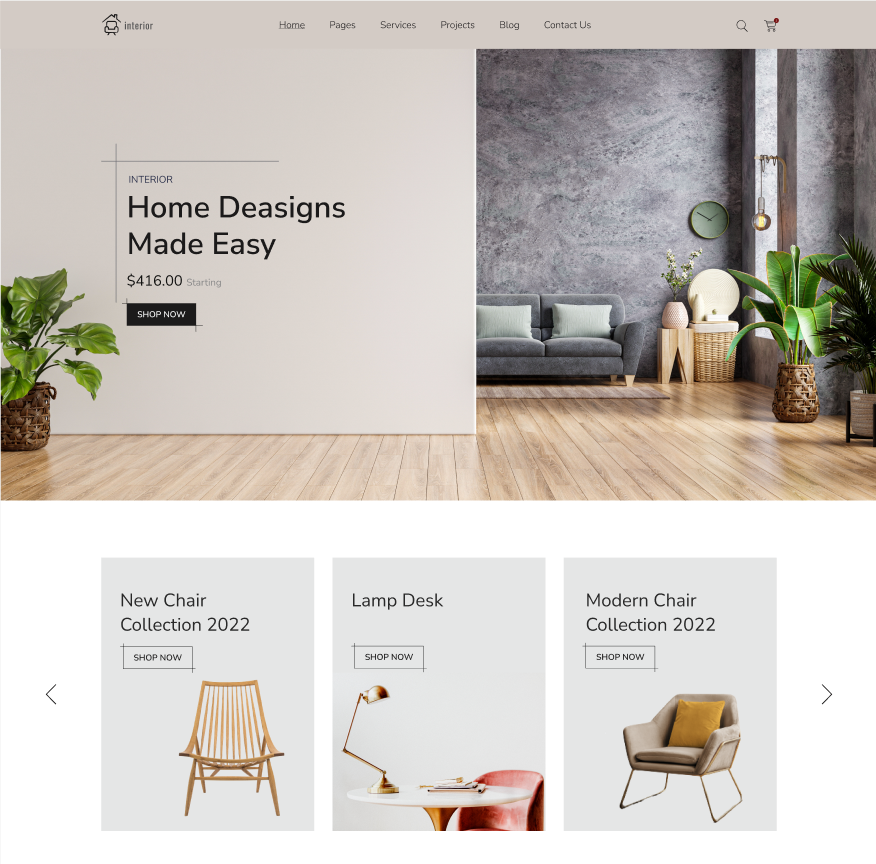 interior
Home Pages Services Projects Blog Contact Us
INTERIOR
Home Deasigns
Made Easy
$416.00 Starting
SHOP NOW
New Chair
Collection 2022
SHOP NOW
Lamp Desk
SHOP NOW
Modern Chair
Collection 2022
SHOP NOW